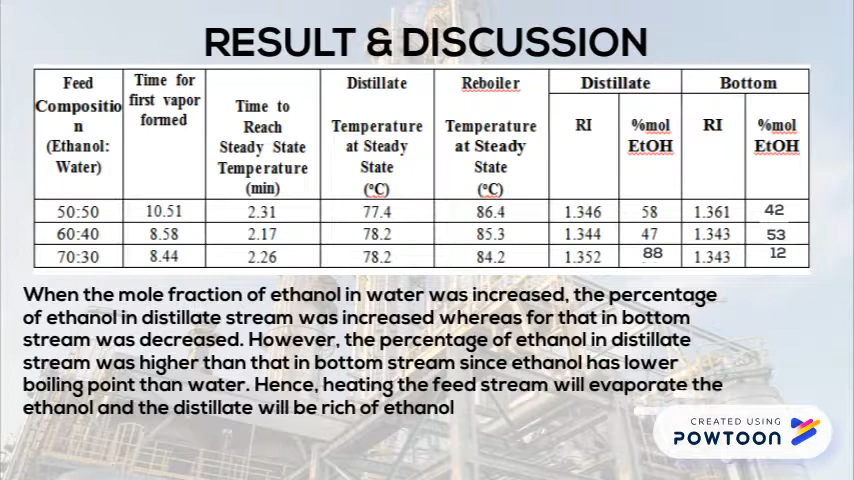 RESULT & DISCUSSION
Feed Compositio n (Ethanol: Water) Time for first vapor formed Time to Reach Steady State Temperature (min) Distillate Temperature at Steady State (°C) Reboiler Temperature at Steady State (°C) Distillate Bottom
RI %mol EtOH RI %mol EtOH
50:50 10.51 2.31 77.4 86.4 1.346 58 1.361 42
60:40 8.58 2.17 78.2 85.3 1.344 47 1.343 53
70:30 8.44 2.26 78.2 84.2 1.352 88 1.343 12
When the mole fraction of ethanol in water was increased, the percentage
of ethanol in distillate stream was increased whereas for that in bottom
stream was decreased. However, the percentage of ethanol in distillate
stream was higher than that in bottom stream since ethanol has lower
boiling point than water. Hence, heating the feed stream will evaporate the
ethanol and the distillate will be rich of ethanol
CREATED USING
POWTOON